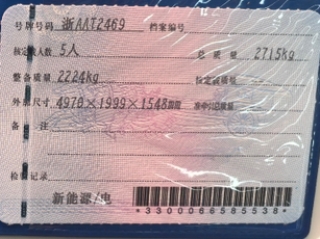 号牌号码 浙AAT2469 档案编号
核定载人数 5人 总质量 2715kg
整备质量 2224kg 核定载质量
外廓尺寸 4970×1999×1548mm 准牵引总质量
备 注
检验记录
新能源/电
*3300066585538*